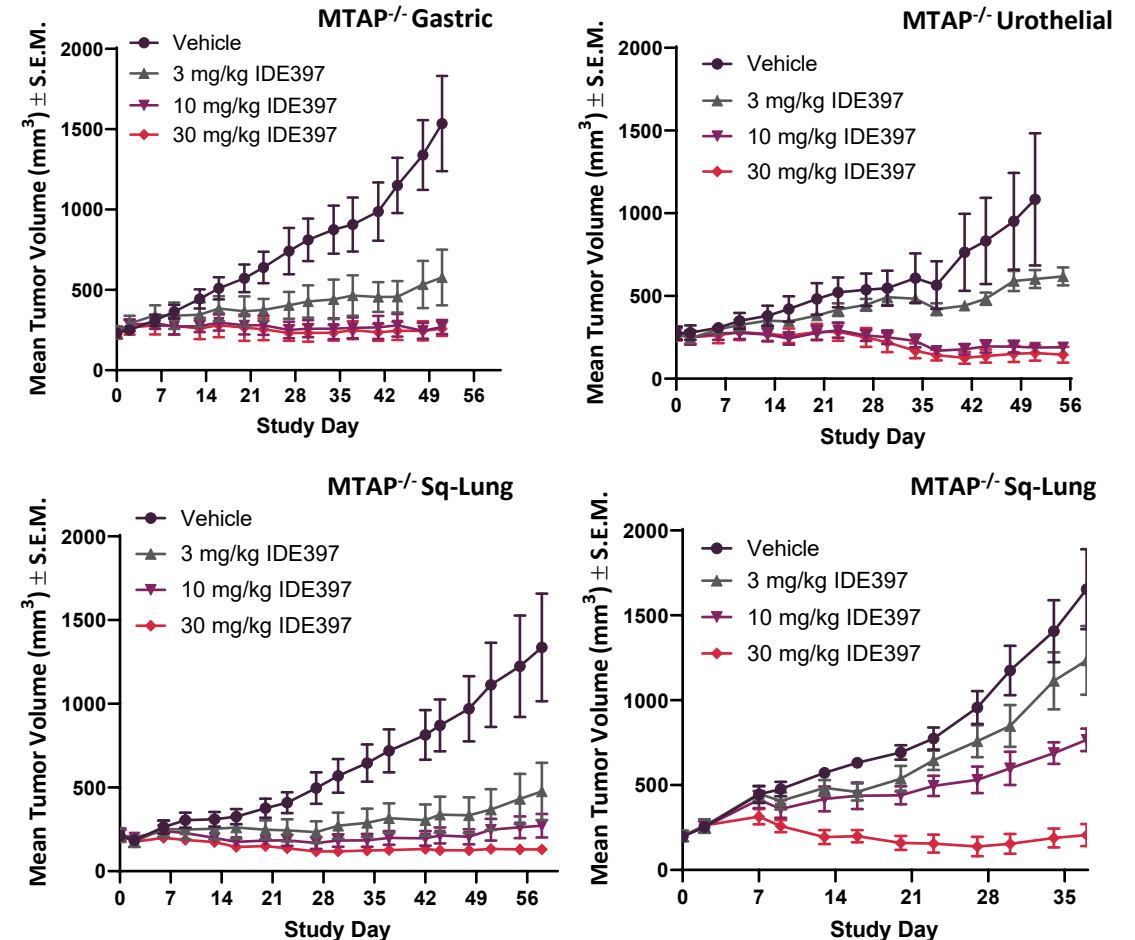 MTAP-/- Gastric
Mean Tumor Volume (mm3) ± S.E.M.
Vehicle
3 mg/kg IDE397
10 mg/kg IDE397
30 mg/kg IDE397
2000
1500
1000
500
0
0 7 14 21 28 35 42 49 56
Study Day
MTAP-/- Urothelial
Mean Tumor Volume (mm3) ± S.E.M.
Vehicle
3 mg/kg IDE397
10 mg/kg IDE397
30 mg/kg IDE397
2000
1500
1000
500
0
0 7 14 21 28 35 42 49 56
Study Day
MTAP-/- Sq-Lung
Mean Tumor Volume (mm3) ± S.E.M.
Vehicle
3 mg/kg IDE397
10 mg/kg IDE397
30 mg/kg IDE397
2000
1500
1000
500
0
0 7 14 21 28 35 42 49 56
Study Day
MTAP-/- Sq-Lung
Mean Tumor Volume (mm3) ± S.E.M.
Vehicle
3 mg/kg IDE397
10 mg/kg IDE397
30 mg/kg IDE397
2000
1500
1000
500
0
0 7 14 21 28 35
Study Day